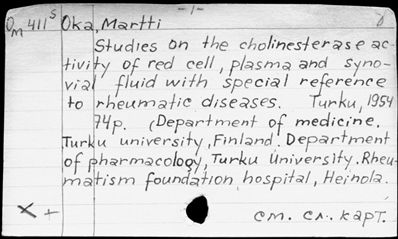 -1-
Om 411s Oka, Martti
Studies on the cholinesterase ac-
tivity of red cell, plasma and syno-
vial fluid with special reference
to rheumatic diseases. Turku, 1954
74p. (Department of medicine.
Turku university, Finland. Department
of pharmacology, Turku University. Rheu-
matism foundation hospital, Heinola.
см. сл. карт.